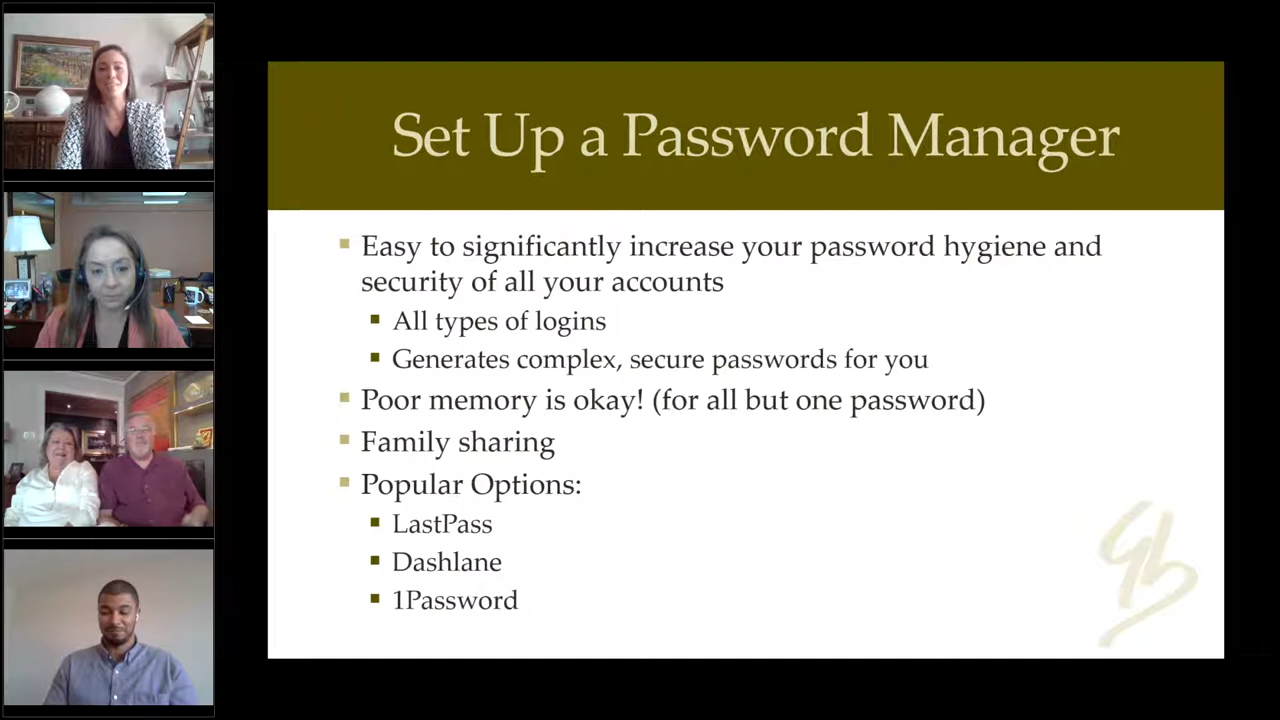 Set Up a Password Manager
Easy to significantly increase your password hygiene and
security of all your accounts
All types of logins
Generates complex, secure passwords for you
Poor memory is okay! (for all but one password)
Family sharing
Popular Options:
LastPass
Dashlane
1Password